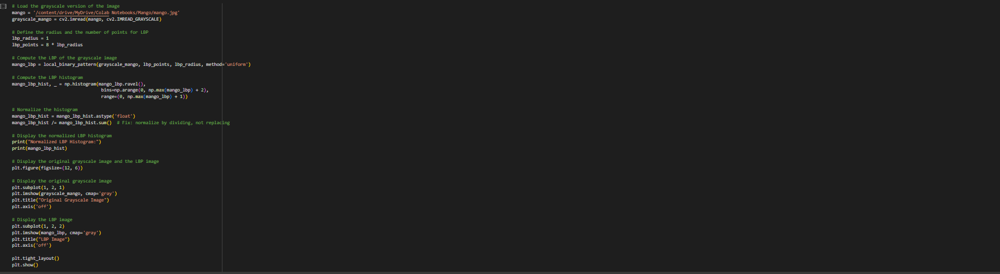 # Load the grayscale version of the image
mango = '/content/drive/MyDrive/Colab Notebooks/Mango/mango.jpg'
grayscale_mango = cv2.imread(mango, cv2.IMREAD_GRAYSCALE)
# Define the radius and the number of points for LBP
lbp_radius = 1
lbp_points = 8 * lbp_radius
# Compute the LBP of the grayscale image
mango_lbp = local_binary_pattern(grayscale_mango, lbp_points, lbp_radius, method='uniform')
# Compute the LBP histogram
mango_lbp_hist, _ = np.histogram(mango_lbp.ravel(),
bins=np.arange(0, np.max(mango_lbp) + 2),
range=(0, np.max(mango_lbp) + 1))
# Normalize the histogram
mango_lbp_hist = mango_lbp_hist.astype('float')
mango_lbp_hist /= mango_lbp_hist.sum()  # Fix: normalize by dividing, not replacing
# Display the normalized LBP histogram
print("Normalized LBP Histogram:")
print(mango_lbp_hist)
# Display the original grayscale image and the LBP image
plt.figure(figsize=(12, 6))
# Display the original grayscale image
plt.subplot(1, 2, 1)
plt.imshow(grayscale_mango, cmap='gray')
plt.title("Original Grayscale Image")
plt.axis('off')
# Display the LBP image
plt.subplot(1, 2, 2)
plt.imshow(mango_lbp, cmap='gray')
plt.title("LBP Image")
plt.axis('off')
plt.tight_layout()
plt.show()